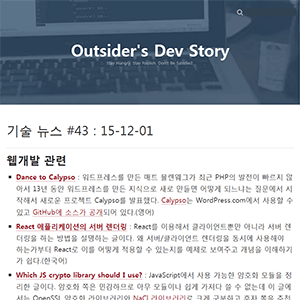 Outsider's Dev Story
Stay Hungry. Stay Foolish. Don't Be Satisfied.
기술 뉴스 #43 : 15-12-01
웹개발 관련
Dance to Calypso : 워드프레스를 만든 매트 뮬렌웨그가 최근 PHP의 발전이 빠르지 않
아서 13년 동안 워드프레스를 만든 지식으로 새로 만들면 어떻게 되느냐는 질문에서 시
작해서 새로운 프로젝트 Calypso를 발표했다. Calypso는 WordPress.com에서 사용할 수
있고 GitHub에 소스가 공개되어 있다.(영어)
React 애플리케이션의 서버 렌더링 : React를 이용해서 클라이언트뿐만 아니라 서버 렌
더링을 하는 방법을 설명하는 글이다. 왜 서버/클라이언트 렌더링을 동시에 사용해야
하는가부터 React로 이를 어떻게 적용할 수 있는지를 예제로 보여주고 개념을 이해하기
가 쉽다.(한국어)
Which JS crypto library should I use? : JavaScript에서 사용 가능한 암호화 모듈을 정리
한 글이다. 암호화 쪽은 민감하므로 아무 모듈이나 쉽게 가져다 쓸 수 없는데 이 글에
서는 OpenSSL 암호화 라이브러리와 NaCl 라이브러리로 크게 구분하고 후자 쪽을 추